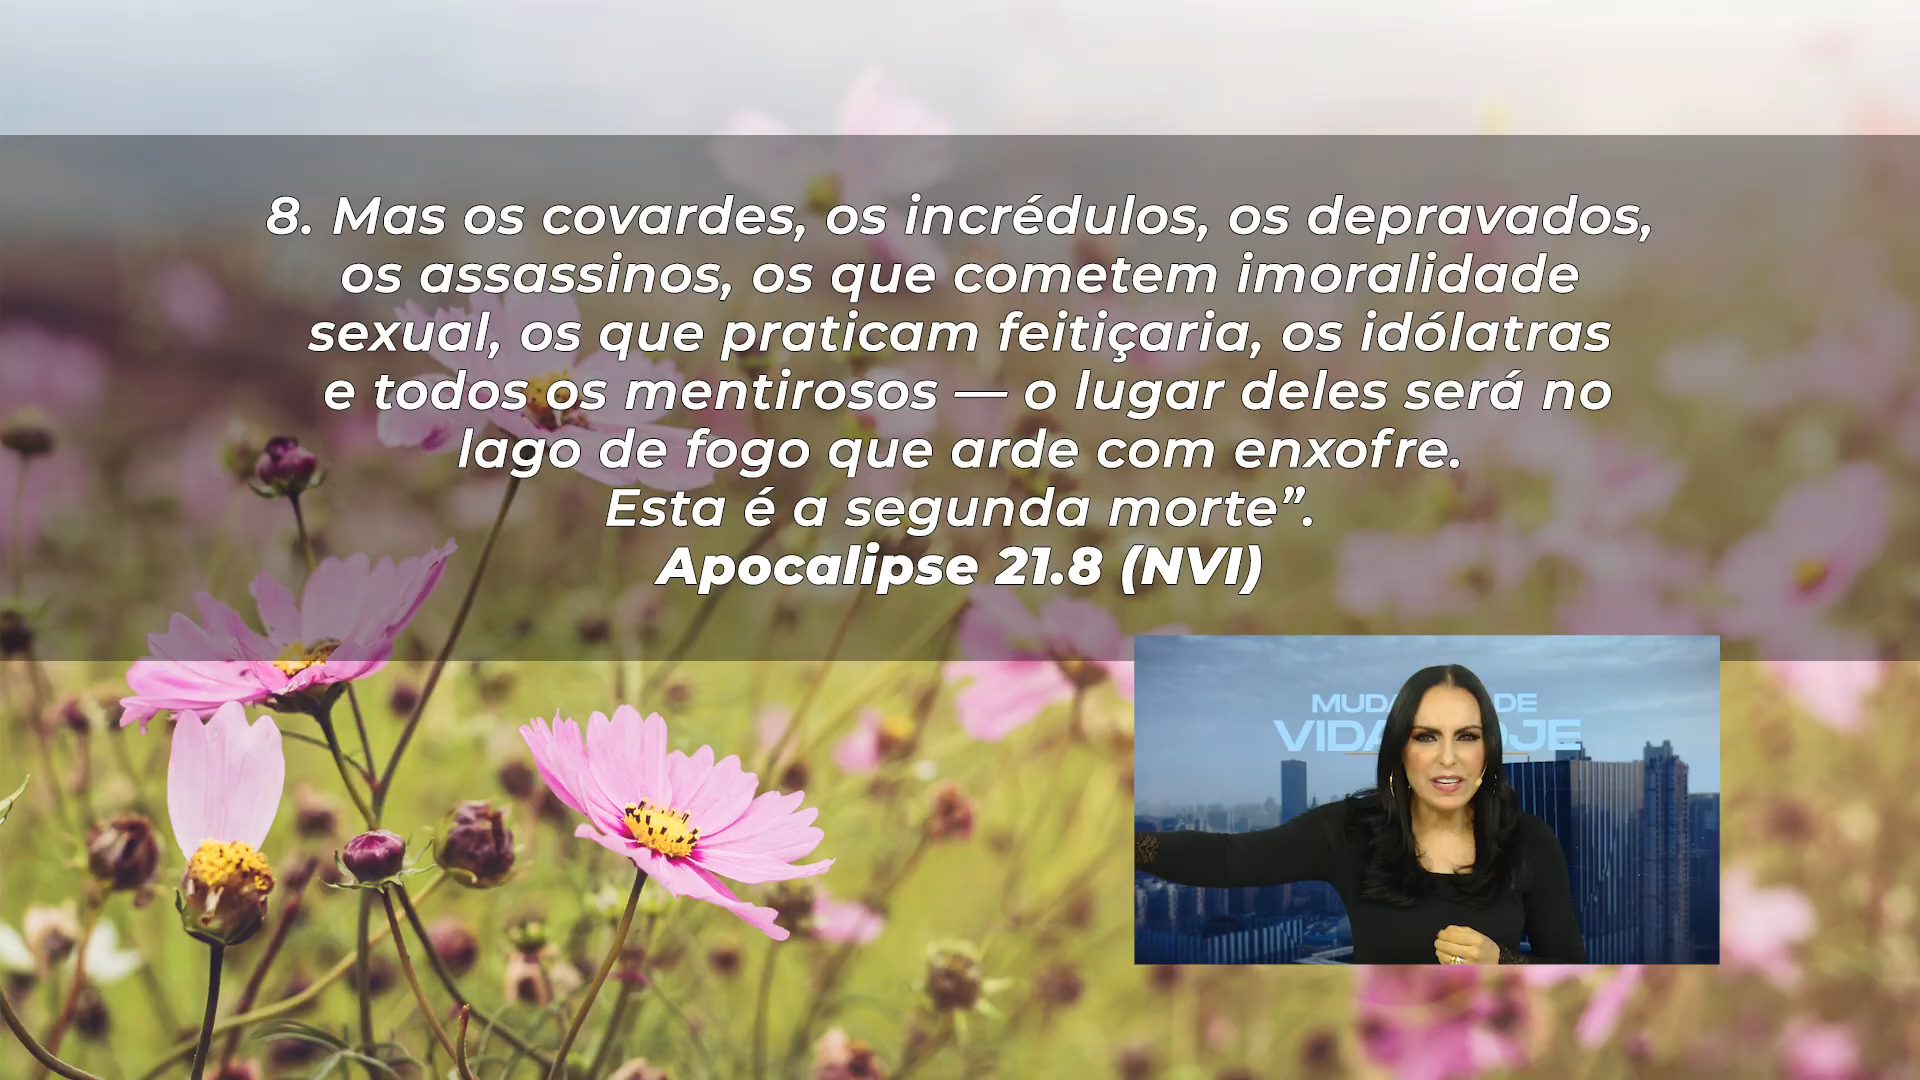 8. Mas os covardes, os incrédulos, os depravados,
os assassinos, os que cometem imoralidade
sexual, os que praticam feitiçaria, os idólatras
e todos os mentirosos — o lugar deles será no
lago de fogo que arde com enxofre.
Esta é a segunda morte”.
Apocalipse 21.8 (NVI)
DE
VIDA